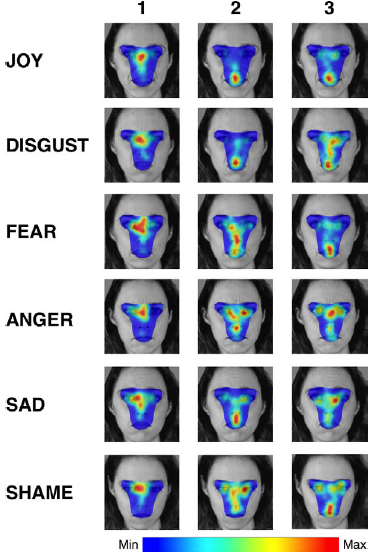 1 2 3
JOY
DISGUST
FEAR
ANGER
SAD
SHAME
Min Max